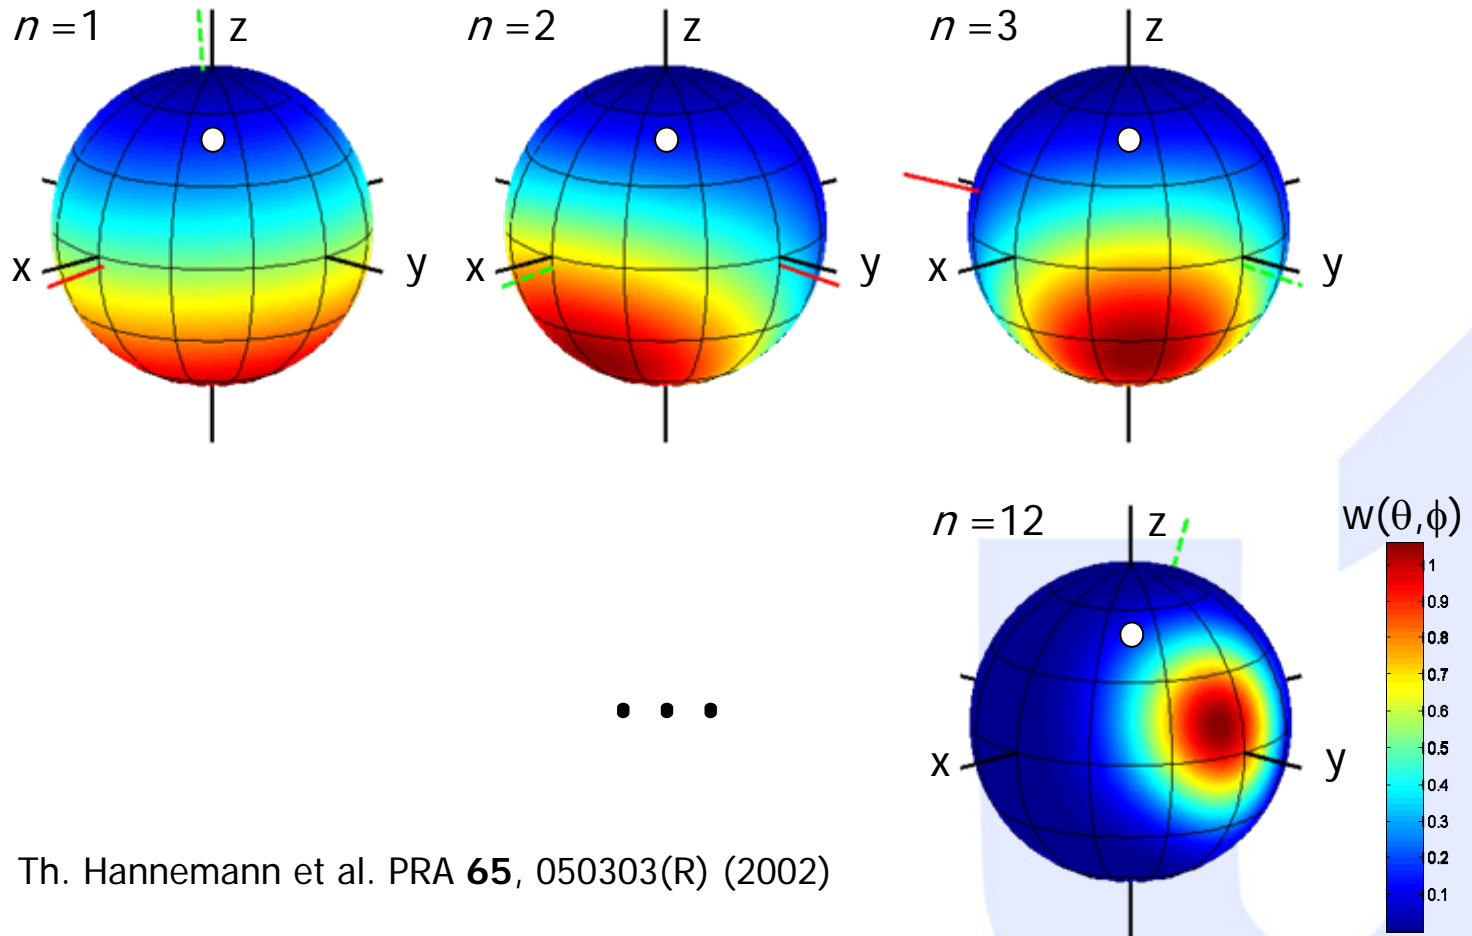 n = 1
z
n = 2
z
n = 3
z
x
y
x
y
x
y
n = 12
z
w(θ,ϕ)
1
0.9
0.8
0.7
0.6
0.5
0.4
0.3
0.2
0.1
x
y
• • •
Th. Hannemann et al. PRA 65, 050303(R) (2002)